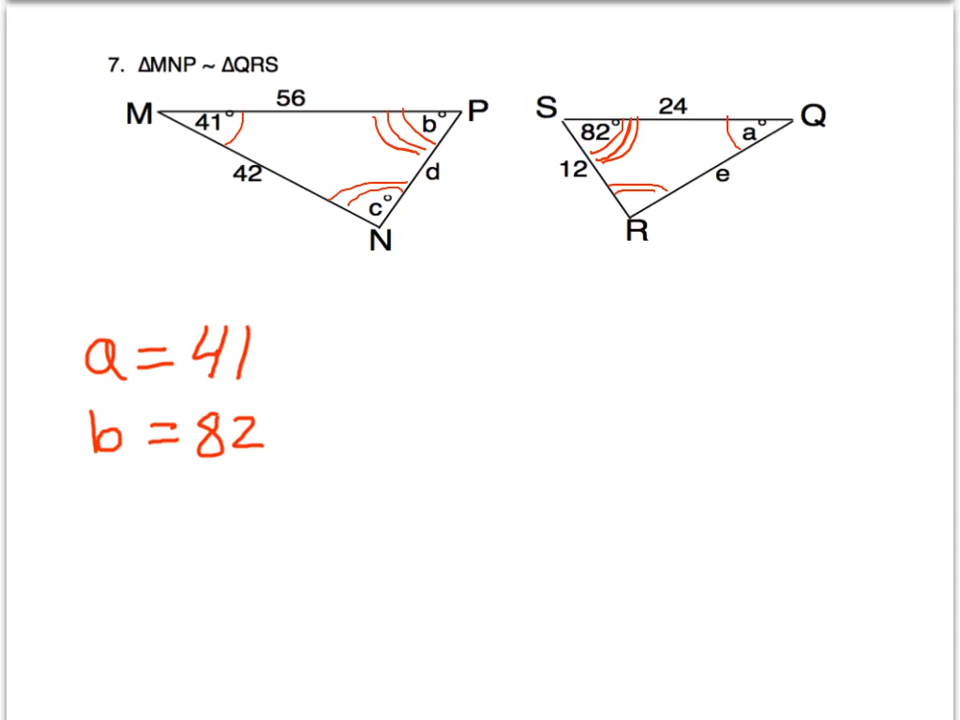 7. ΔMNP ~ ΔQRS
M 56 P
41° b°
42 d
c°
N
S 24 Q
82° a°
12 e
R
a = 41
b = 82